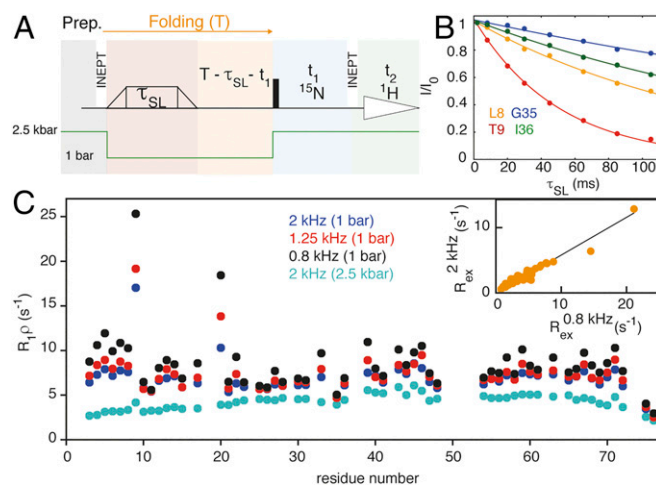 A
Prep.
Folding (T)
INEPT
τSL
T - τSL - t1
t1
15N
INEPT
t2
1H
2.5 kbar
1 bar
B
I/I0
1
0.8
0.6
0.4
0.2
0
0 20 40 60 80 100
τSL (ms)
L8 G35
T9 I36
C
R1ρ (s-1)
25
20
15
10
5
0
0 10 20 30 40 50 60 70
residue number
2 kHz (1 bar)
1.25 kHz (1 bar)
0.8 kHz (1 bar)
2 kHz (2.5 kbar)
Rex 2 kHz (s-1)
10
0
0 10 20
Rex 0.8 kHz (s-1)